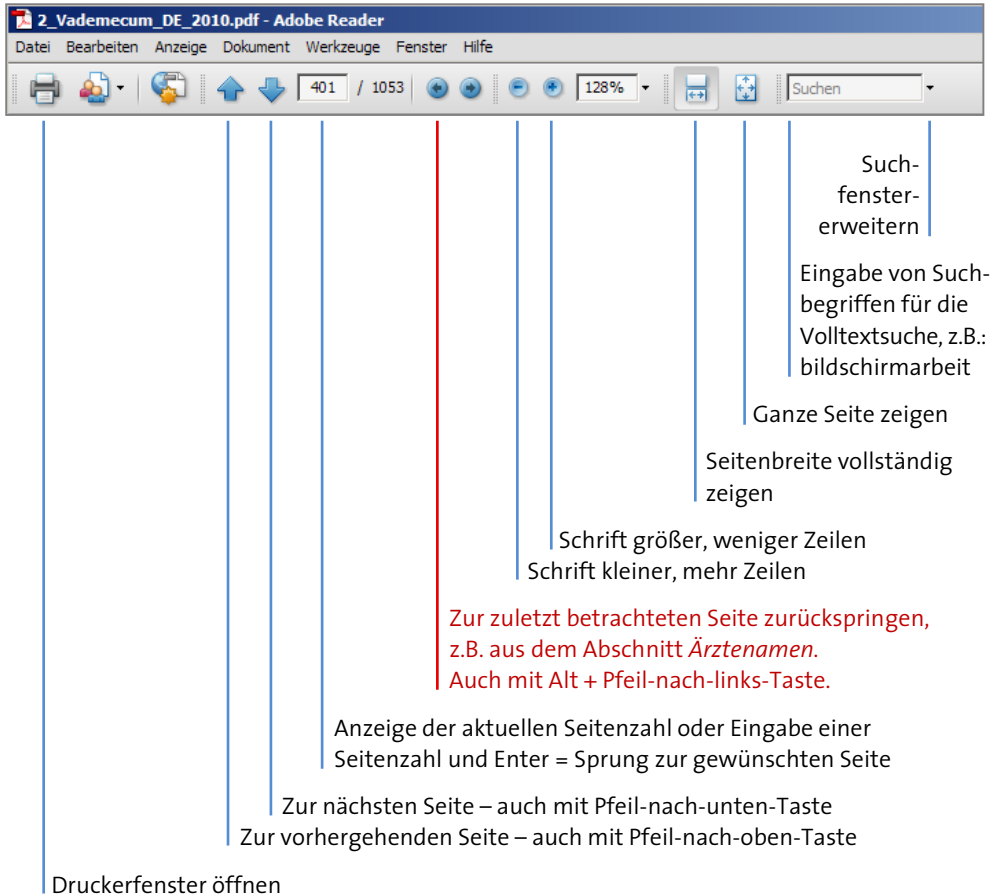 2_Vademecum_DE_2010.pdf - Adobe Reader
Datei Bearbeiten Anzeige Dokument Werkzeuge Fenster Hilfe
401 / 1053 128% Suchen
Such-
fenster-
erweitern
Eingabe von Such-
begriffen für die
Volltextsuche, z.B.:
bildschirmarbeit
Ganze Seite zeigen
Seitenbreite vollständig
zeigen
Schrift größer, weniger Zeilen
Schrift kleiner, mehr Zeilen
Zur zuletzt betrachteten Seite zurückspringen,
z.B. aus dem Abschnitt Ärztenamen.
Auch mit Alt + Pfeil-nach-links-Taste.
Anzeige der aktuellen Seitenzahl oder Eingabe einer
Seitenzahl und Enter = Sprung zur gewünschten Seite
Zur nächsten Seite – auch mit Pfeil-nach-unten-Taste
Zur vorhergehenden Seite – auch mit Pfeil-nach-oben-Taste
Druckerfenster öffnen